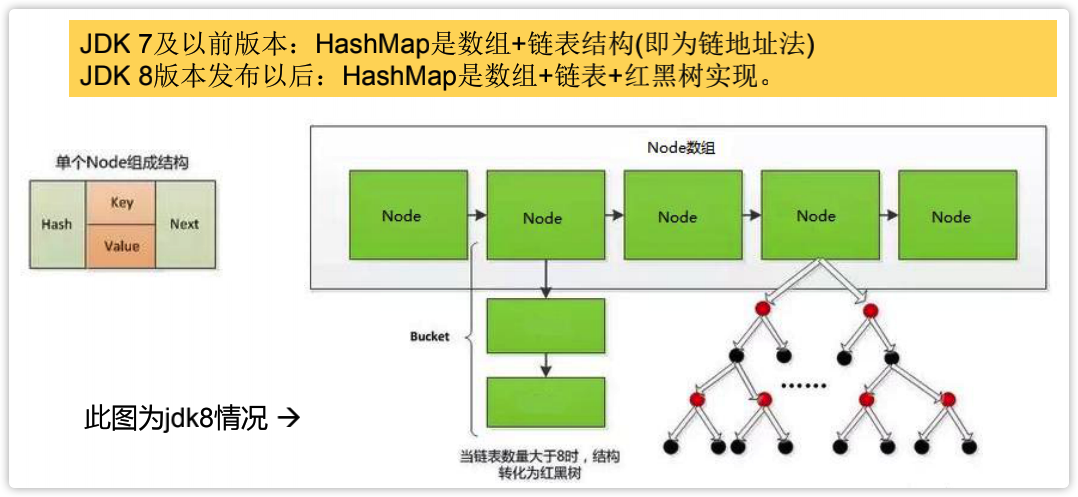 JDK 7及以前版本：HashMap是数组+链表结构(即为链地址法)
JDK 8版本发布以后：HashMap是数组+链表+红黑树实现。
单个Node组成结构
Hash
Key
Value
Next
Node数组
Node
Node
Node
Node
Node
Bucket
......
此图为jdk8情况 →
当链表数量大于8时，结构
转化为红黑树